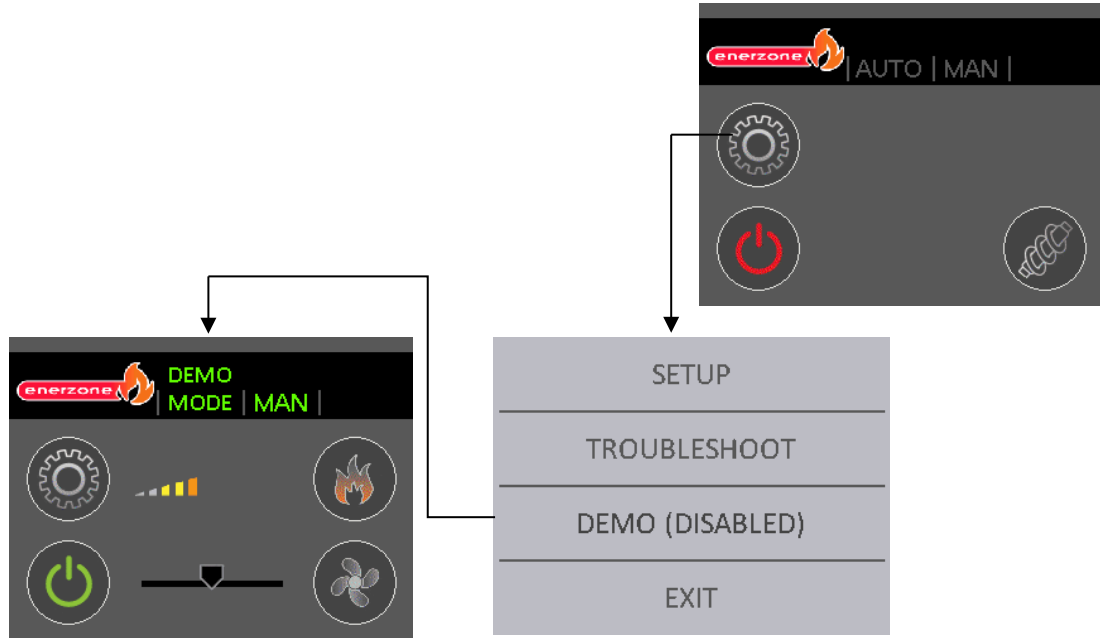 enerzone | AUTO | MAN |
enerzone
DEMO
MODE | MAN |
SETUP
TROUBLESHOOT
DEMO (DISABLED)
EXIT